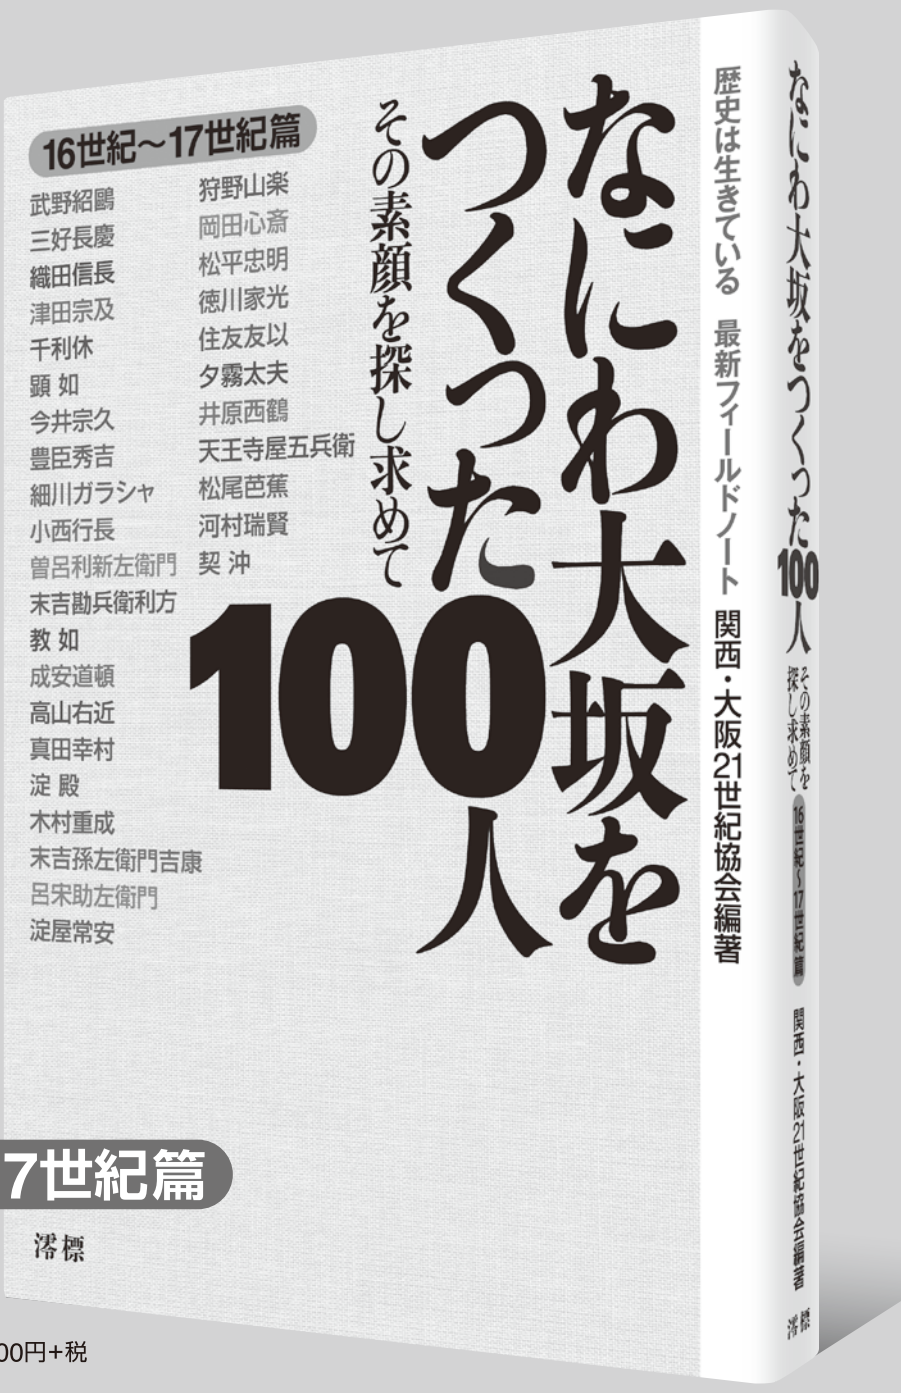 なにわ大坂を
つくった
100人
その素顔を探し求めて
16世紀～17世紀篇
狩野山楽
岡田心斎
松平忠明
徳川家光
住友友以
夕霧太夫
井原西鶴
天王寺屋五兵衛
松尾芭蕉
河村瑞賢
契沖
武野紹鷗
三好長慶
織田信長
津田宗及
千利休
顕如
今井宗久
豊臣秀吉
細川ガラシャ
小西行長
曽呂利新左衛門
末吉勘兵衛利方
教如
成安道頓
高山右近
真田幸村
淀殿
木村重成
末吉孫左衛門吉康
呂宋助左衛門
淀屋常安
歴史は生きている 最新フィールドノート 関西・大阪21世紀協会編著
なにわ大坂をつくった100人
その素顔を
探し求めて
16世紀～17世紀篇
関西・大阪21世紀協会編著
澪標
7世紀篇
澪標
00円+税